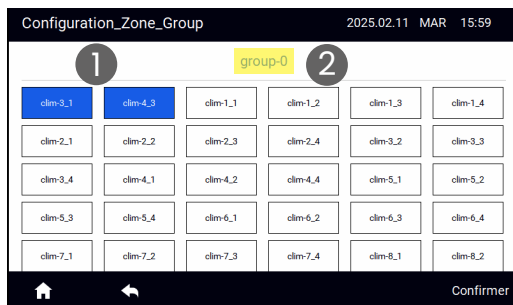 Configuration_Zone_Group 2025.02.11 MAR 15:59
1 group-0 2
clim-3_1 clim-4_3 clim-1_1 clim-1_2 clim-1_3 clim-1_4
clim-2_1 clim-2_2 clim-2_3 clim-2_4 clim-3_2 clim-3_3
clim-3_4 clim-4_1 clim-4_2 clim-4_4 clim-5_1 clim-5_2
clim-5_3 clim-5_4 clim-6_1 clim-6_2 clim-6_3 clim-6_4
clim-7_1 clim-7_2 clim-7_3 clim-7_4 clim-8_1 clim-8_2
Confirmer